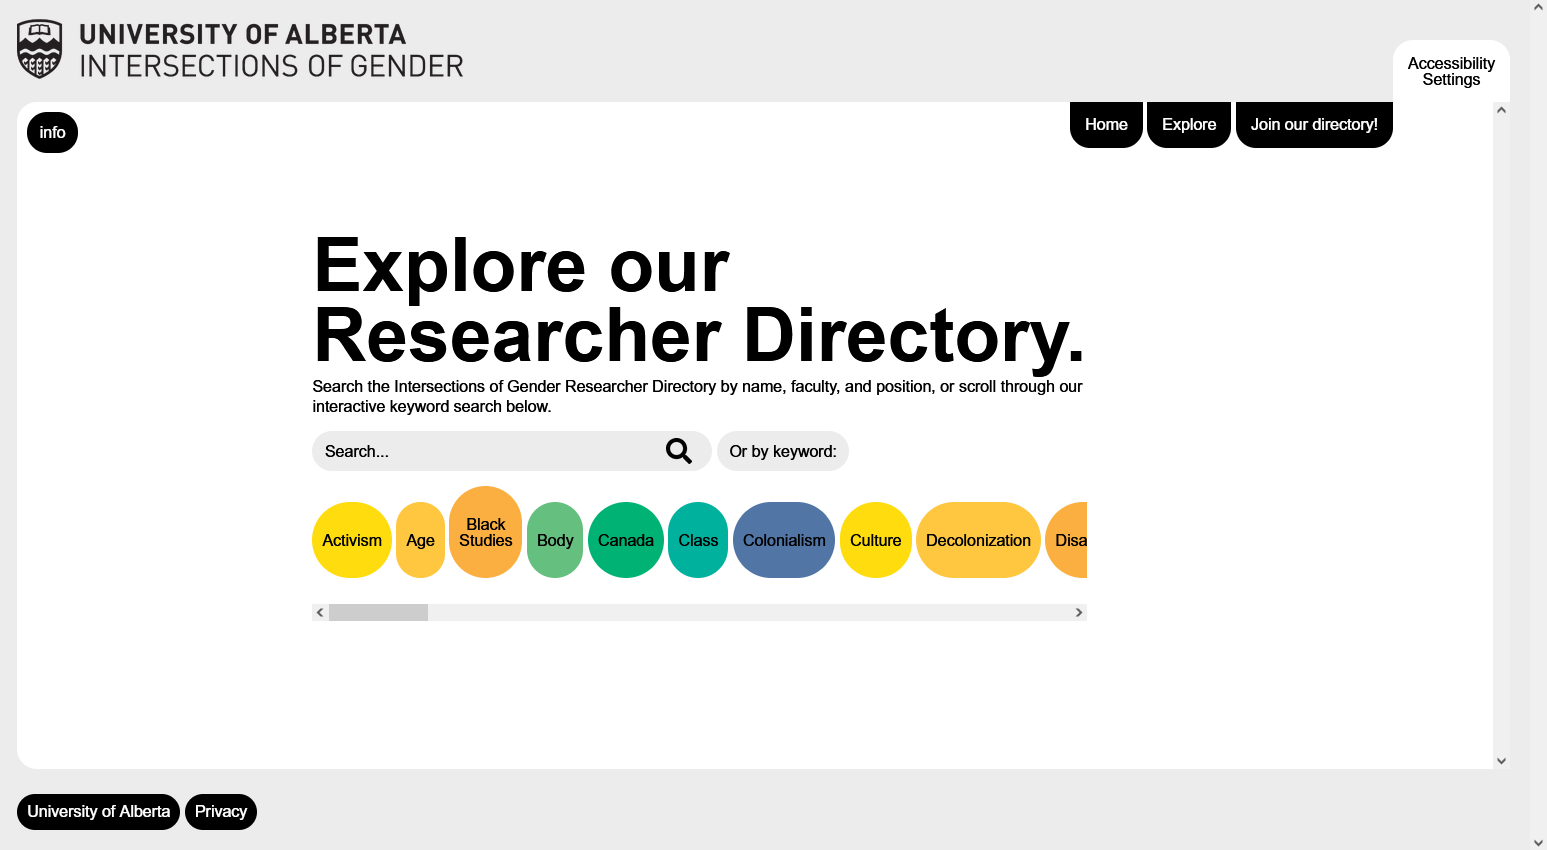 UNIVERSITY OF ALBERTA
INTERSECTIONS OF GENDER
Accessibility
Settings
info
Home
Explore
Join our directory!
Explore our
Researcher Directory.
Search the Intersections of Gender Researcher Directory by name, faculty, and position, or scroll through our
interactive keyword search below.
Search...
Or by keyword:
Activism
Age
Black
Studies
Body
Canada
Class
Colonialism
Culture
Decolonization
Disa
University of Alberta
Privacy